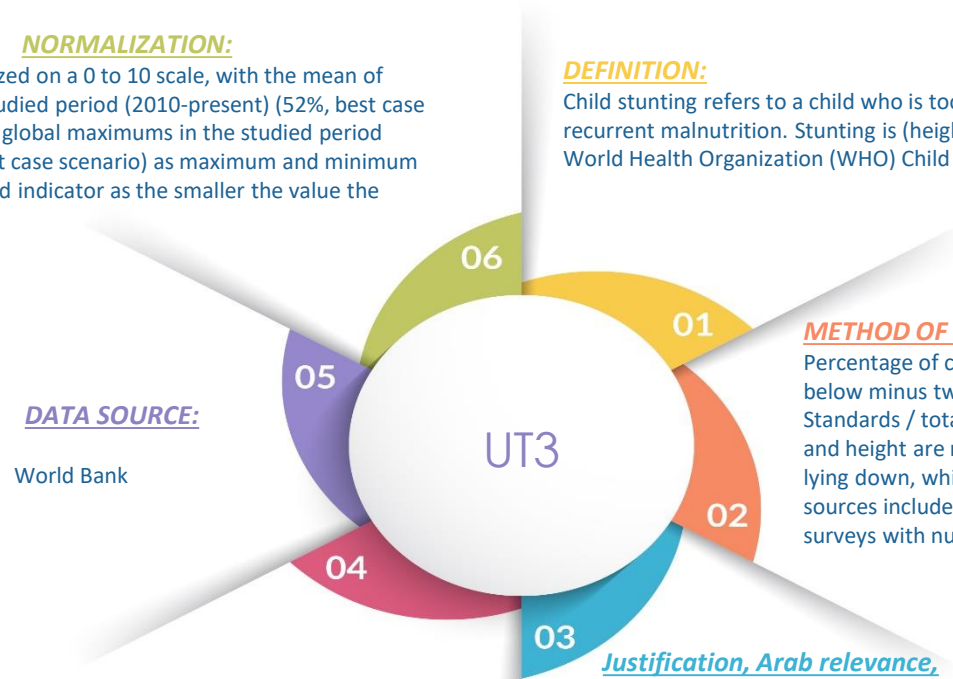 NORMALIZATION:
zed on a 0 to 10 scale, with the mean of
udied period (2010-present) (52%, best case
global maximums in the studied period
t case scenario) as maximum and minimum
d indicator as the smaller the value the
DEFINITION:
Child stunting refers to a child who is too
recurrent malnutrition. Stunting is (heigh
World Health Organization (WHO) Child
06
01
METHOD OF
Percentage of c
below minus tw
Standards / tota
and height are
lying down, whi
sources include
surveys with nu
05
DATA SOURCE:
World Bank
UT3
02
04
03
Justification, Arab relevance,